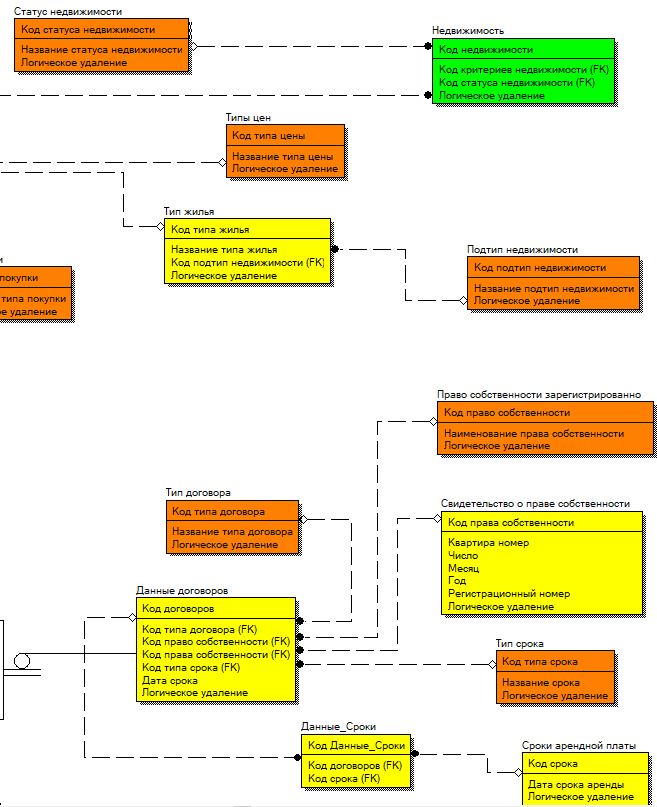 Статус недвижимости
Код статуса недвижимости
Название статуса недвижимости
Логическое удаление
Недвижимость
Код недвижимости
Код критериев недвижимости (FK)
Код статуса недвижимости (FK)
Логическое удаление
Типы цен
Код типа цены
Название типа цены
Логическое удаление
Тип жилья
Код типа жилья
Название типа жилья
Код подтип недвижимости (FK)
Логическое удаление
Подтип недвижимости
Код подтип недвижимости
Название подтип недвижимости
Логическое удаление
и
покупки
типа покупки
е удаление
Право собственности зарегистрированно
Код право собственности
Наименование права собственности
Логическое удаление
Тип договора
Код типа договора
Название типа договора
Логическое удаление
Свидетельство о праве собственности
Код права собственности
Квартира номер
Число
Месяц
Год
Регистрационный номер
Логическое удаление
Данные договоров
Код договоров
Код типа договора (FK)
Код право собственности (FK)
Код права собственности (FK)
Код типа срока (FK)
Дата срока
Логическое удаление
Тип срока
Код типа срока
Название срока
Логическое удаление
Данные_Сроки
Код Данные_Сроки
Код договоров (FK)
Код срока (FK)
Сроки арендной платы
Код срока
Дата срока аренды
Логическое удаление